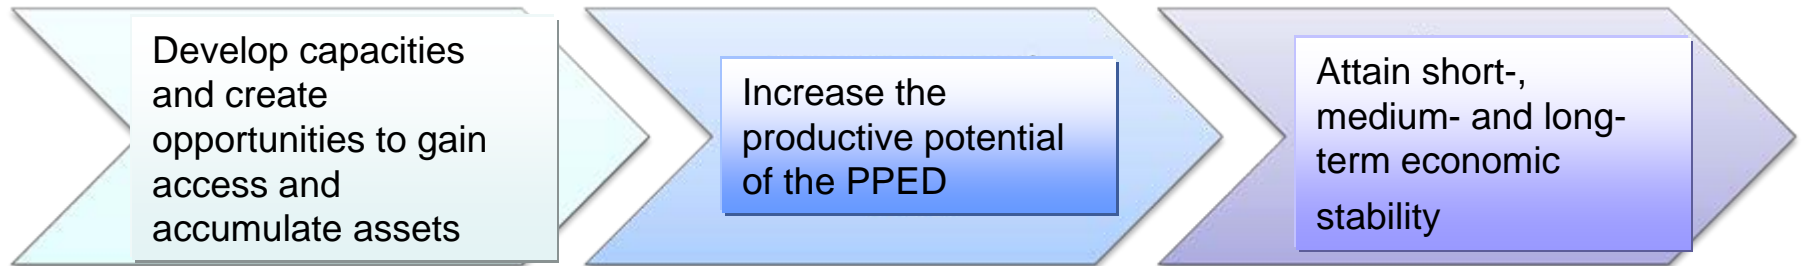 Develop capacities
and create
opportunities to gain
access and
accumulate assets
Increase the
productive potential
of the PPED
Attain short-,
medium- and long-
term economic
stability